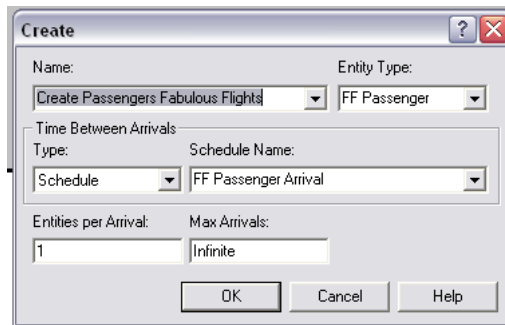 Create
Name: Entity Type:
Create Passengers Fabulous Flights FF Passenger
Time Between Arrivals
Type: Schedule Name:
Schedule FF Passenger Arrival
Entities per Arrival: Max Arrivals:
1 Infinite
OK Cancel Help